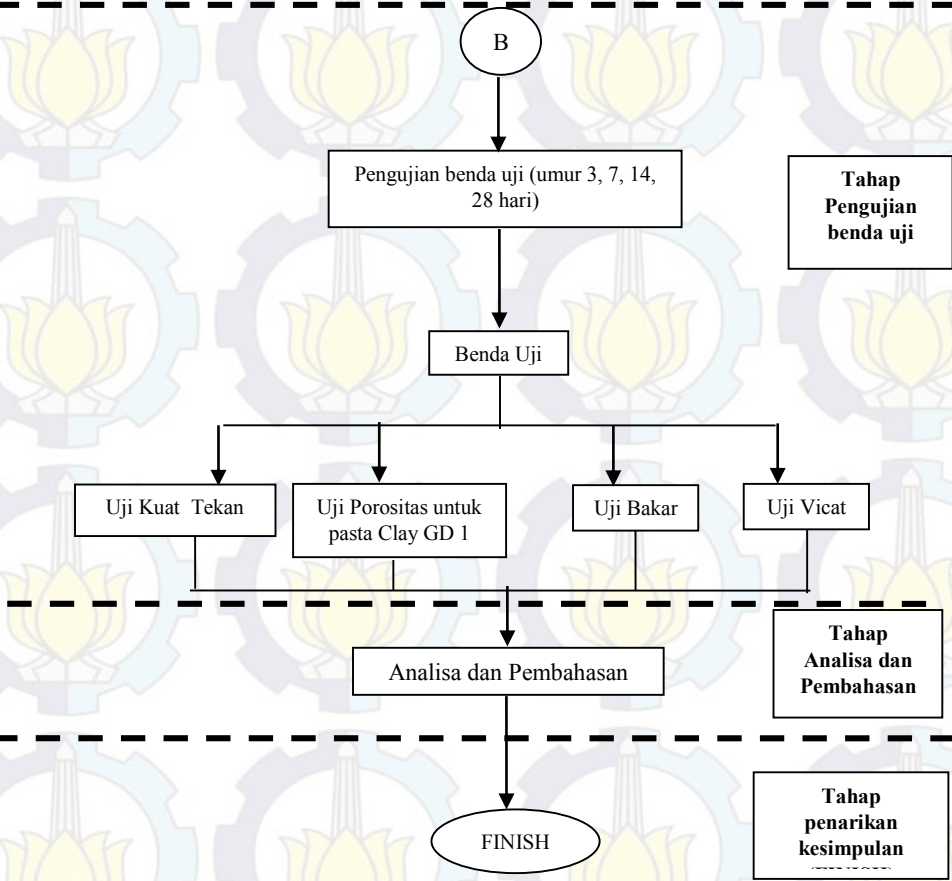 B
Pengujian benda uji (umur 3, 7, 14,
28 hari)
Tahap
Pengujian
benda uji
Benda Uji
Uji Kuat Tekan
Uji Porositas untuk
pasta Clay GD 1
Uji Bakar
Uji Vicat
Tahap
Analisa dan
Pembahasan
Analisa dan Pembahasan
Tahap
penarikan
kesimpulan
FINISH